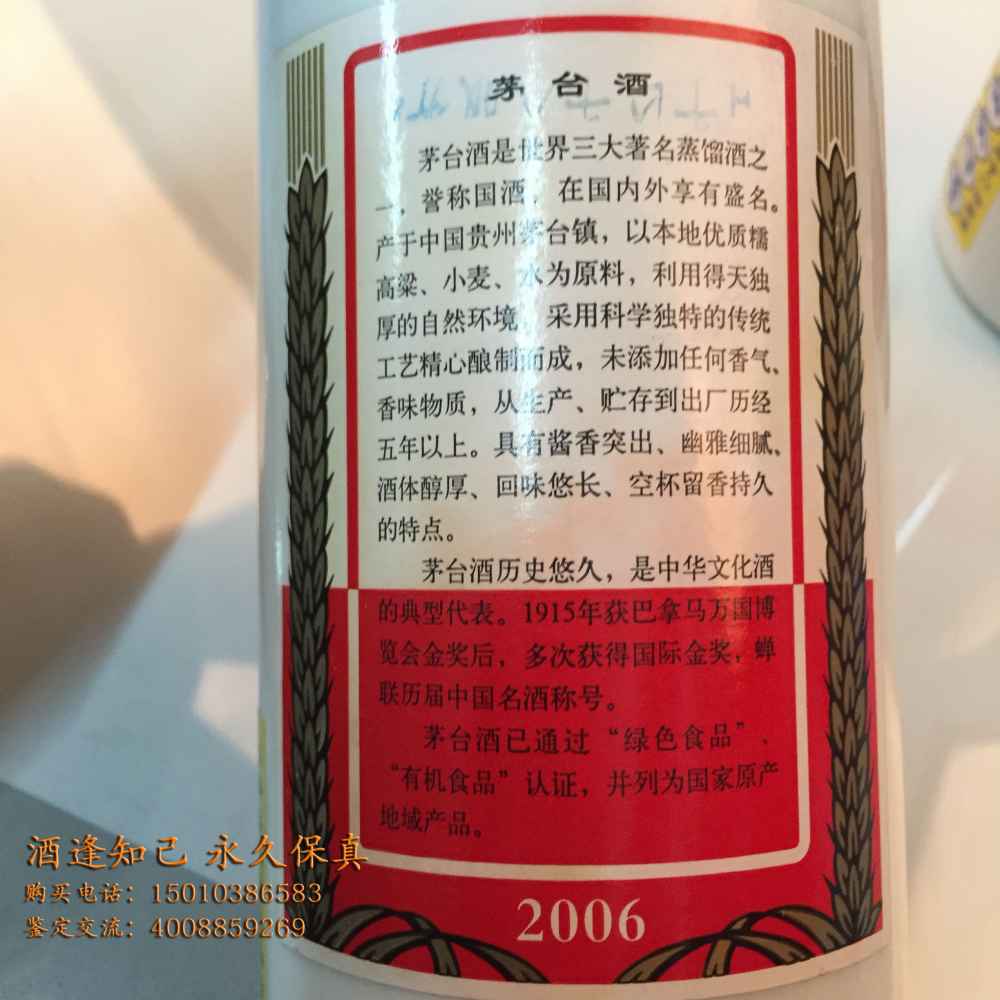 茅台酒
茅台酒是世界三大著名蒸馏酒之
一，誉称国酒，在国内外享有盛名。
产于中国贵州茅台镇，以本地优质糯
高粱、小麦、水为原料，利用得天独
厚的自然环境，采用科学独特的传统
工艺精心酿制而成，未添加任何香气、
香味物质，从生产、贮存到出厂历经
五年以上。具有酱香突出、幽雅细腻、
酒体醇厚、回味悠长、空杯留香持久
的特点。
茅台酒历史悠久，是中华文化酒
的典型代表。1915年获巴拿马万国博
览会金奖后，多次获得国际金奖，蝉
联历届中国名酒称号。
茅台酒已通过“绿色食品”、
“有机食品”认证，并列为国家原产
地域产品。
2006
酒逢知己 永久保真
购买电话：15010386583
鉴定交流：4008859269